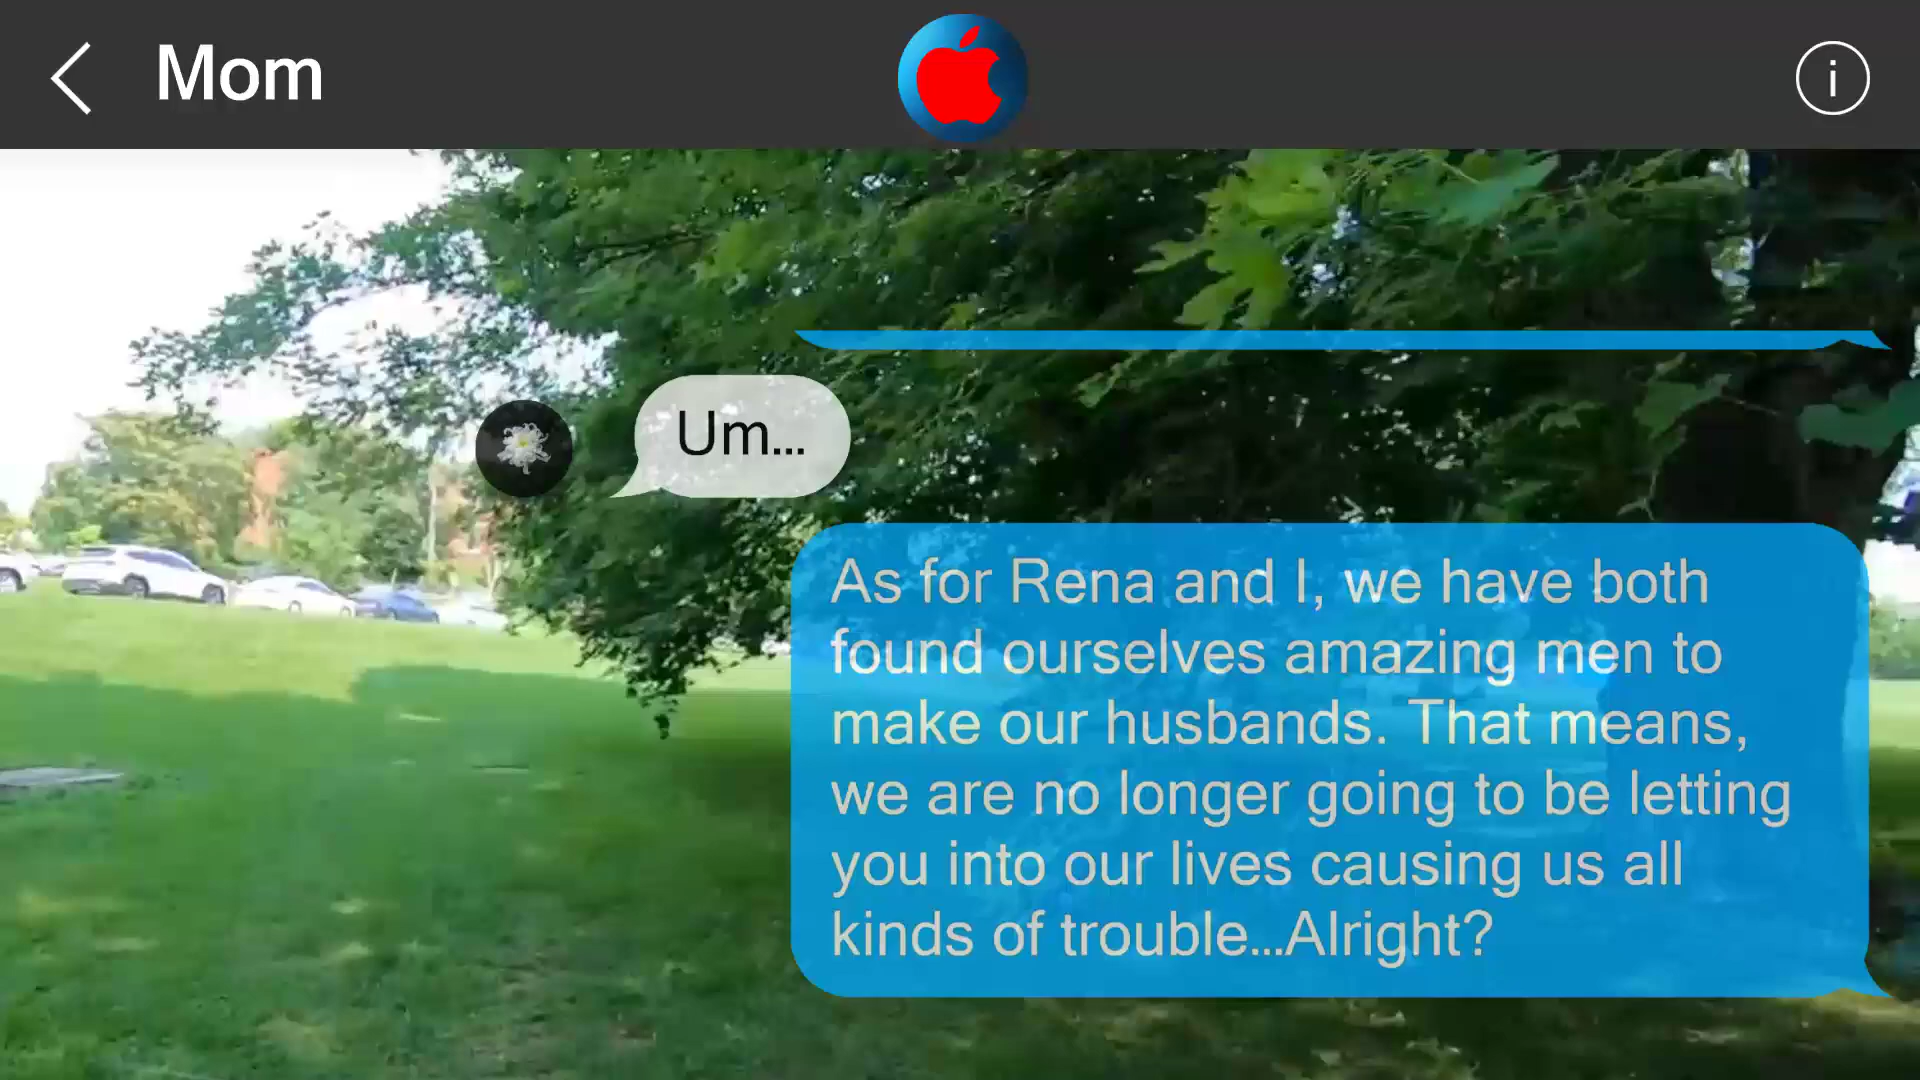 Mom
i
Um...
As for Rena and I, we have both
found ourselves amazing men to
make our husbands. That means,
we are no longer going to be letting
you into our lives causing us all
kinds of trouble...Alright?